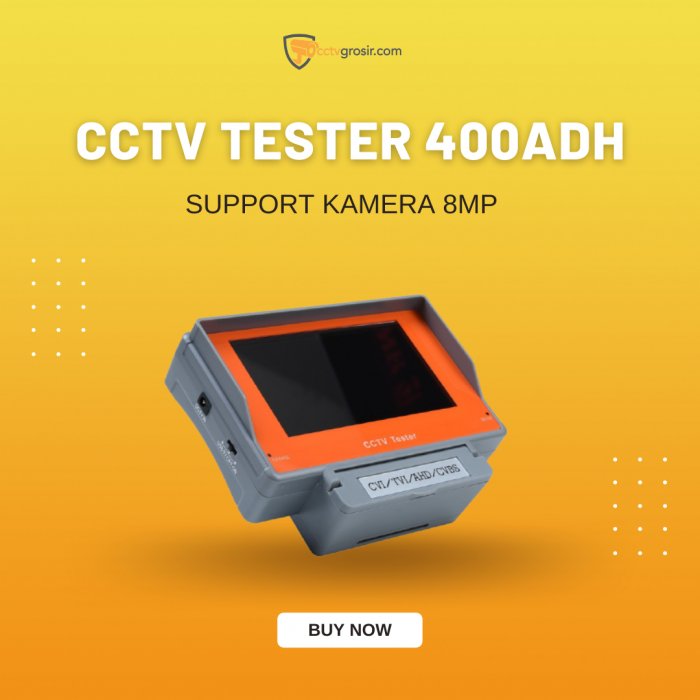 cctvgrosir.com
CCTV TESTER 400ADH
SUPPORT KAMERA 8MP
CCTV Tester
CVI/TVI/AHD/CVBS
BUY NOW